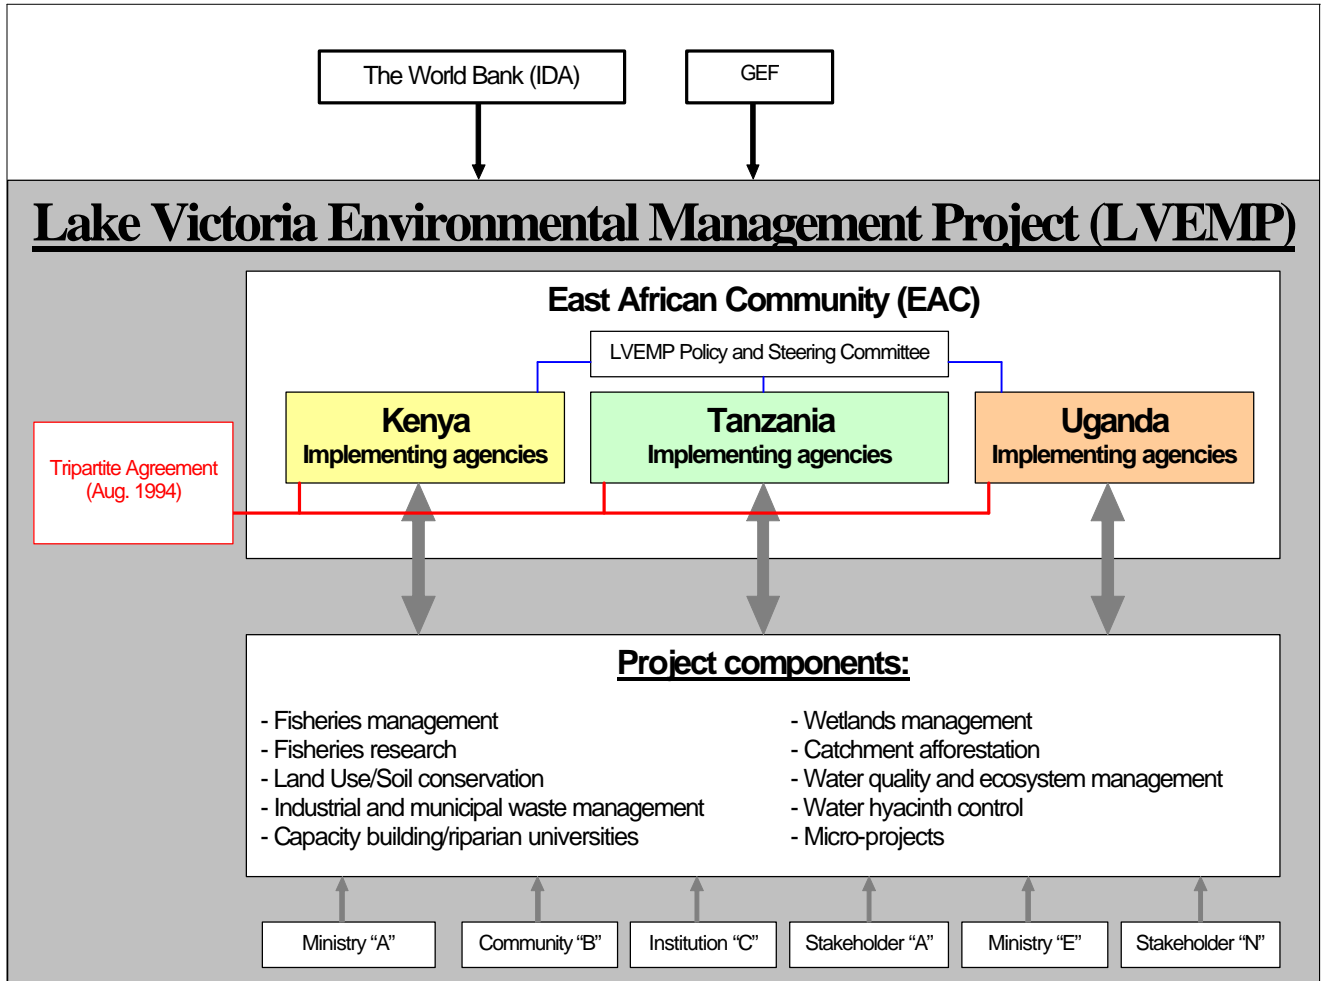 The World Bank (IDA)
GEF
Lake Victoria Environmental Management Project (LVEMP)
East African Community (EAC)
LVEMP Policy and Steering Committee
Kenya
Implementing agencies
Tanzania
Implementing agencies
Uganda
Implementing agencies
Tripartite Agreement
(Aug. 1994)
Project components:
- Fisheries management
- Fisheries research
- Land Use/Soil conservation
- Industrial and municipal waste management
- Capacity building/riparian universities
- Wetlands management
- Catchment afforestation
- Water quality and ecosystem management
- Water hyacinth control
- Micro-projects
Ministry “A”
Community “B”
Institution “C”
Stakeholder “A”
Ministry “E”
Stakeholder “N”